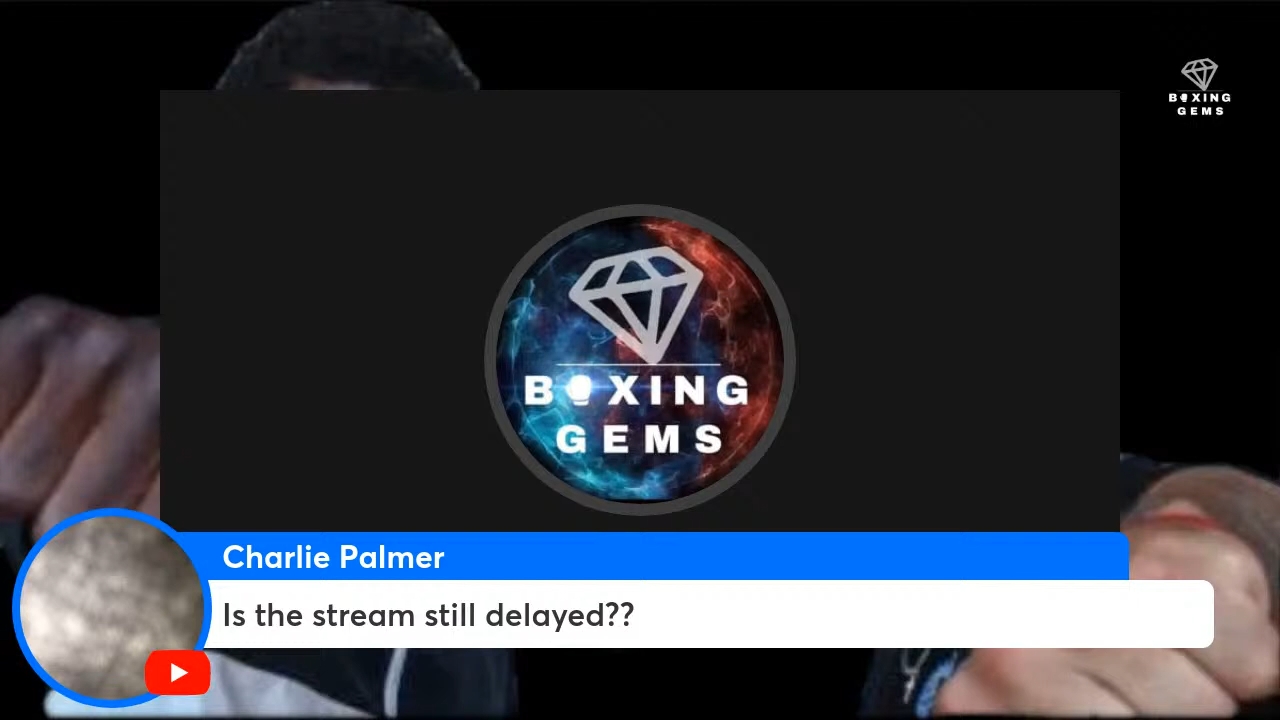 BOXING
GEMS
BOXING
GEMS
Charlie Palmer
Is the stream still delayed??